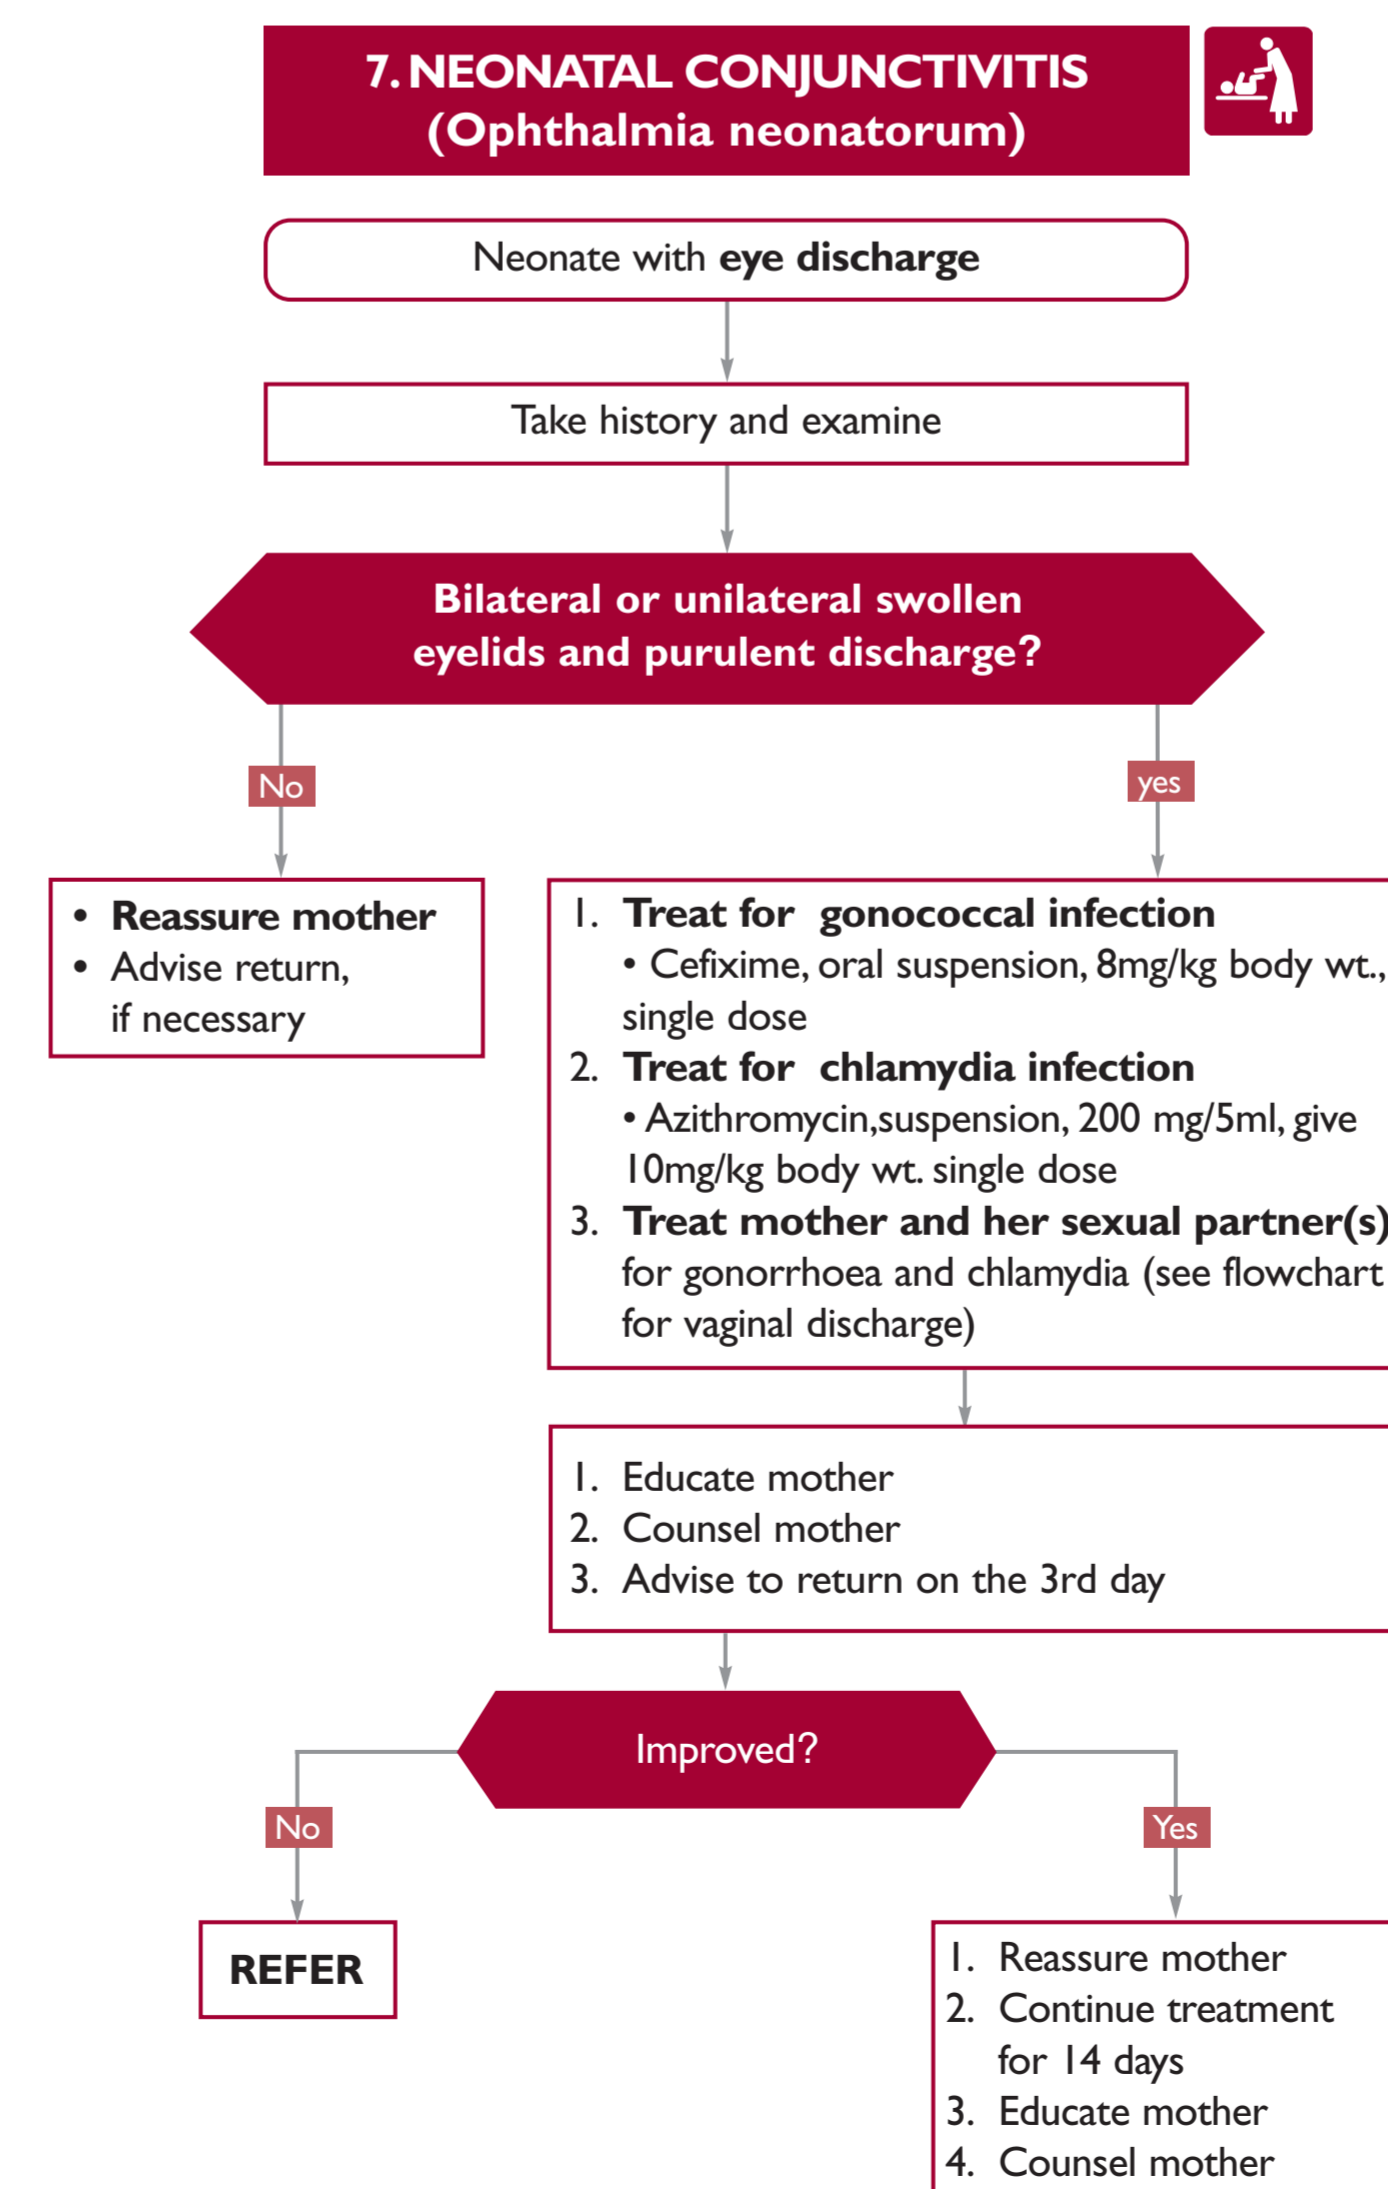 7. NEONATAL CONJUNCTIVITIS
(Ophthalmia neonatorum)
Neonate with eye discharge
Take history and examine
Bilateral or unilateral swollen
eyelids and purulent discharge?
No
yes
• Reassure mother
• Advise return,
if necessary
1. Treat for gonococcal infection
• Cefixime, oral suspension, 8mg/kg body wt.,
single dose
2. Treat for chlamydia infection
• Azithromycin,suspension, 200 mg/5ml, give
10mg/kg body wt. single dose
3. Treat mother and her sexual partner(s)
for gonorrhoea and chlamydia (see flowchart
for vaginal discharge)
1. Educate mother
2. Counsel mother
3. Advise to return on the 3rd day
Improved?
No
Yes
REFER
1. Reassure mother
2. Continue treatment
for 14 days
3. Educate mother
4. Counsel mother